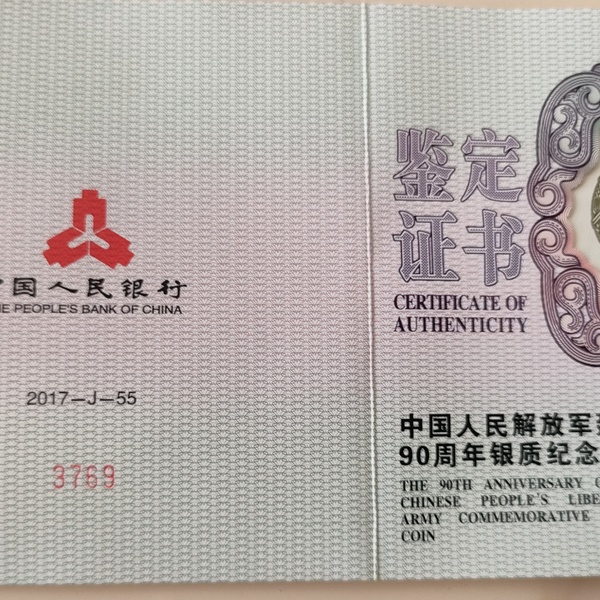 中国人民银行
THE PEOPLE'S BANK OF CHINA
2017-J-55
3769
鉴定
证书
CERTIFICATE OF
AUTHENTICITY
中国人民解放军
90周年银质纪念
THE 90TH ANNIVERSARY
CHINESE PEOPLE'S
ARMY COMMEMORATIVE
COIN